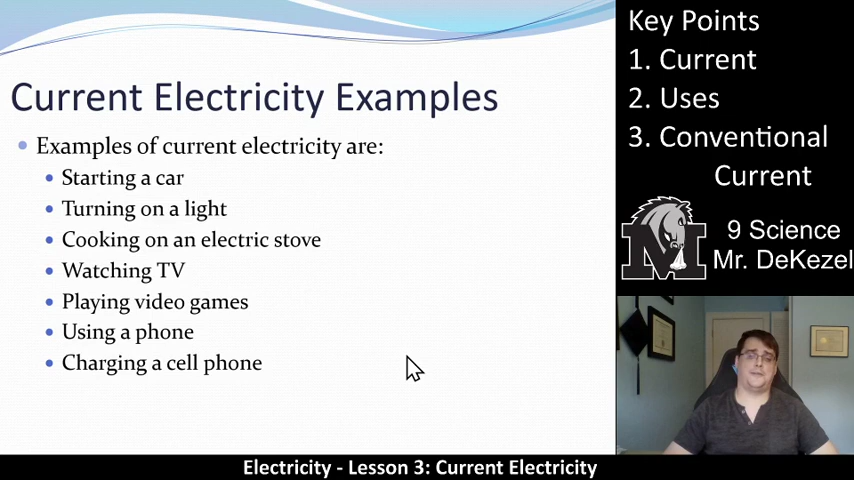 Current Electricity Examples
Examples of current electricity are:
Starting a car
Turning on a light
Cooking on an electric stove
Watching TV
Playing video games
Using a phone
Charging a cell phone
Key Points
1. Current
2. Uses
3. Conventional
Current
M
9 Science
Mr. DeKezel
Electricity - Lesson 3: Current Electricity